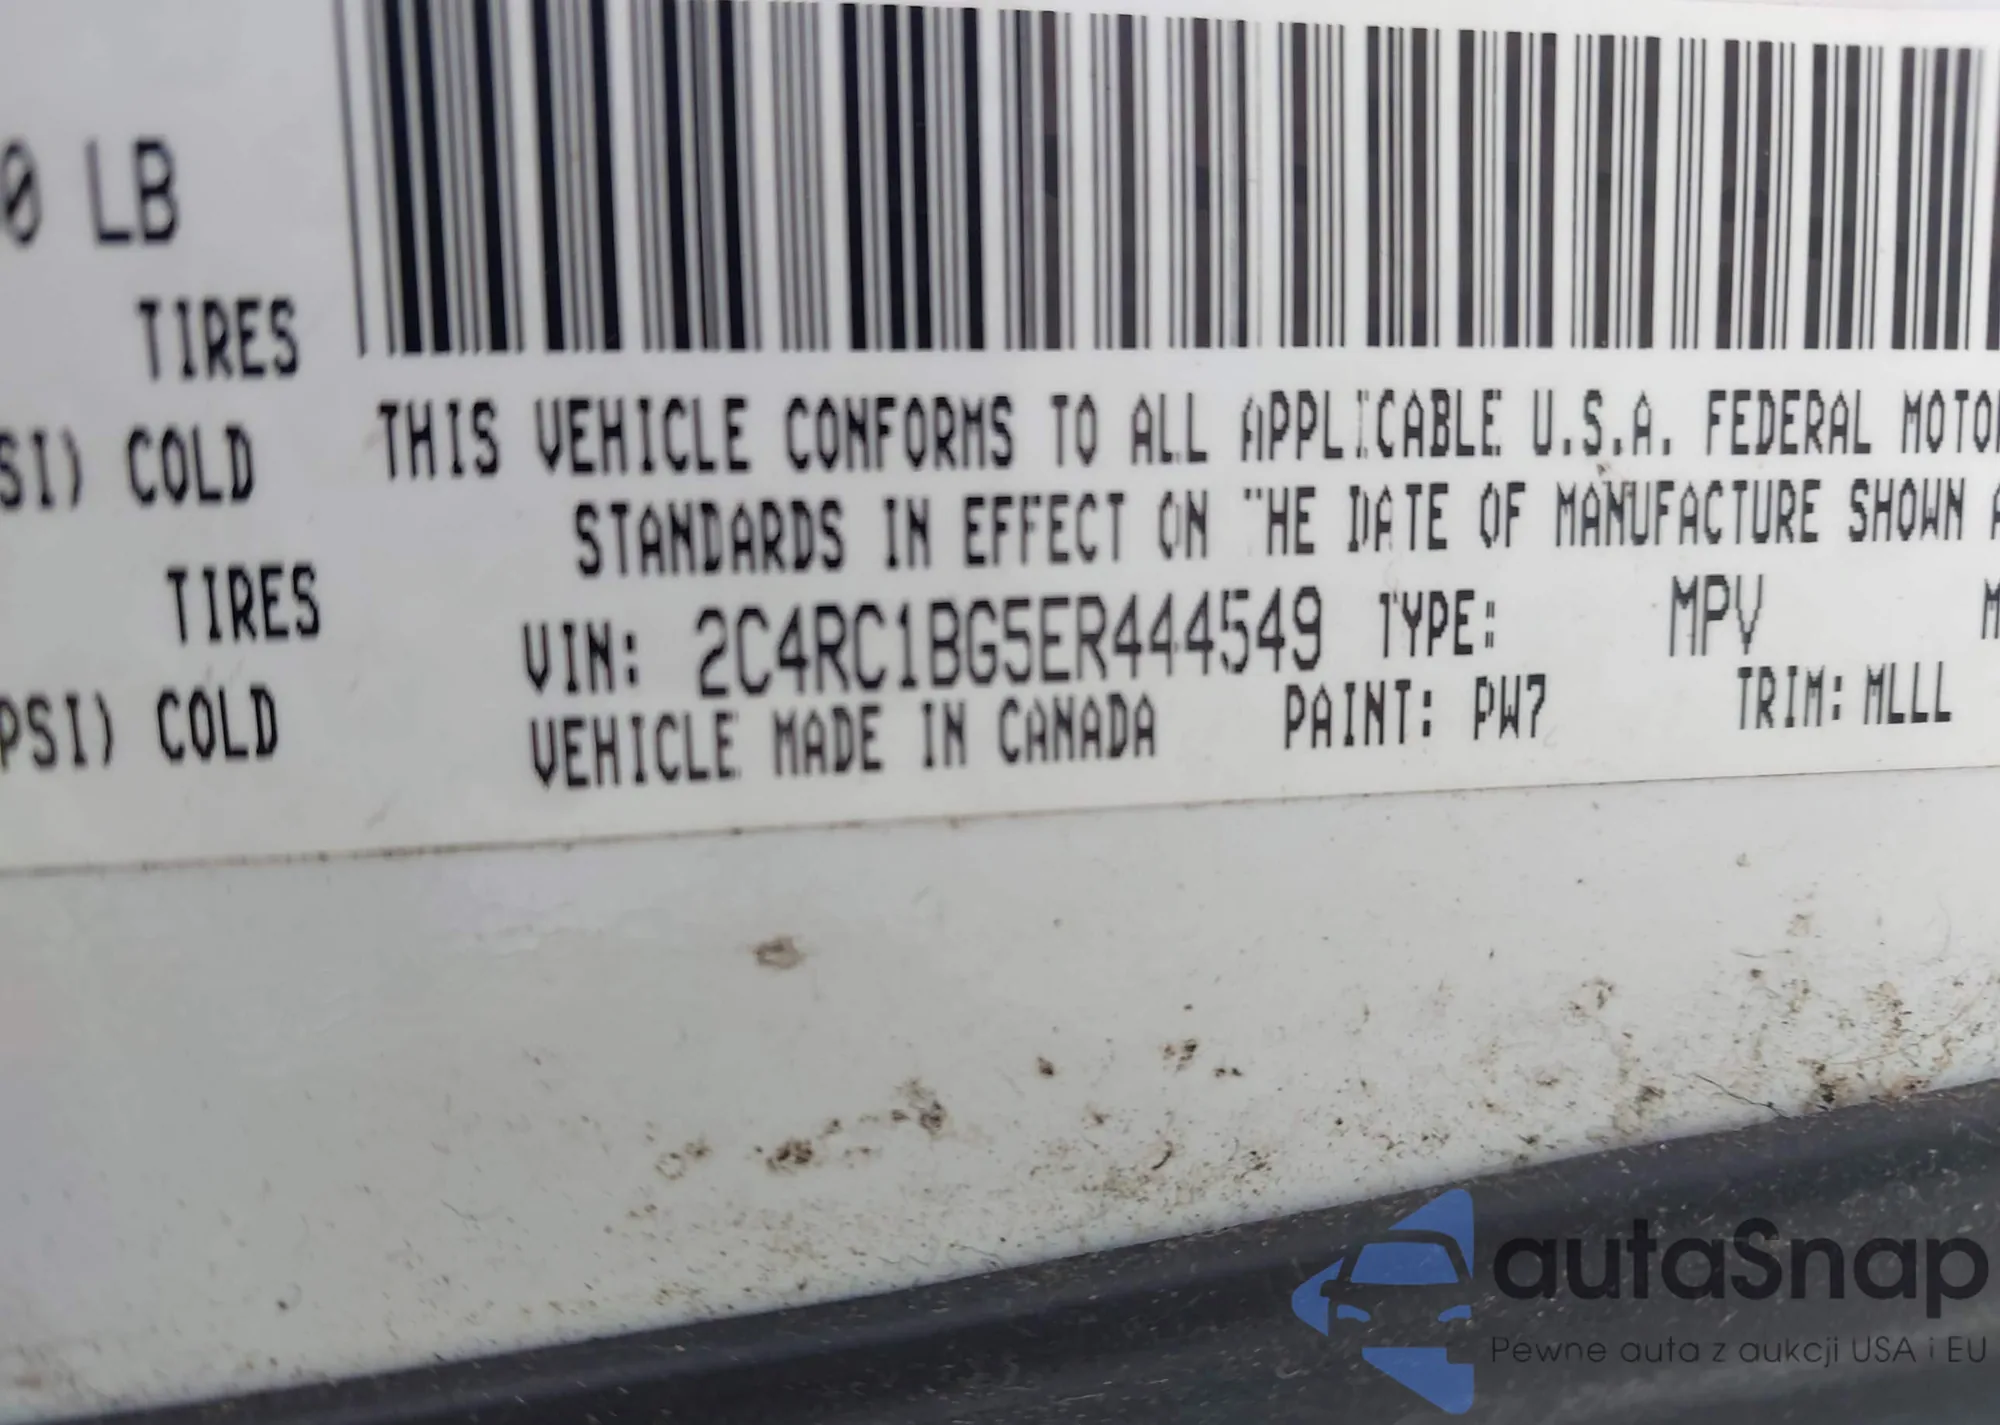 0 LB
TIRES
SI) COLD
TIRES
PSI) COLD
THIS VEHICLE CONFORMS TO ALL APPLICABLE U.S.A. FEDERAL MOTOR
STANDARDS IN EFFECT ON THE DATE OF MANUFACTURE SHOWN A
VIN: 2C4RC1BG5ER444549 TYPE: MPV M
VEHICLE MADE IN CANADA PAINT: PW7 TRIM: MLLL
autaSnap
Pewne auta z aukcji USA i EU